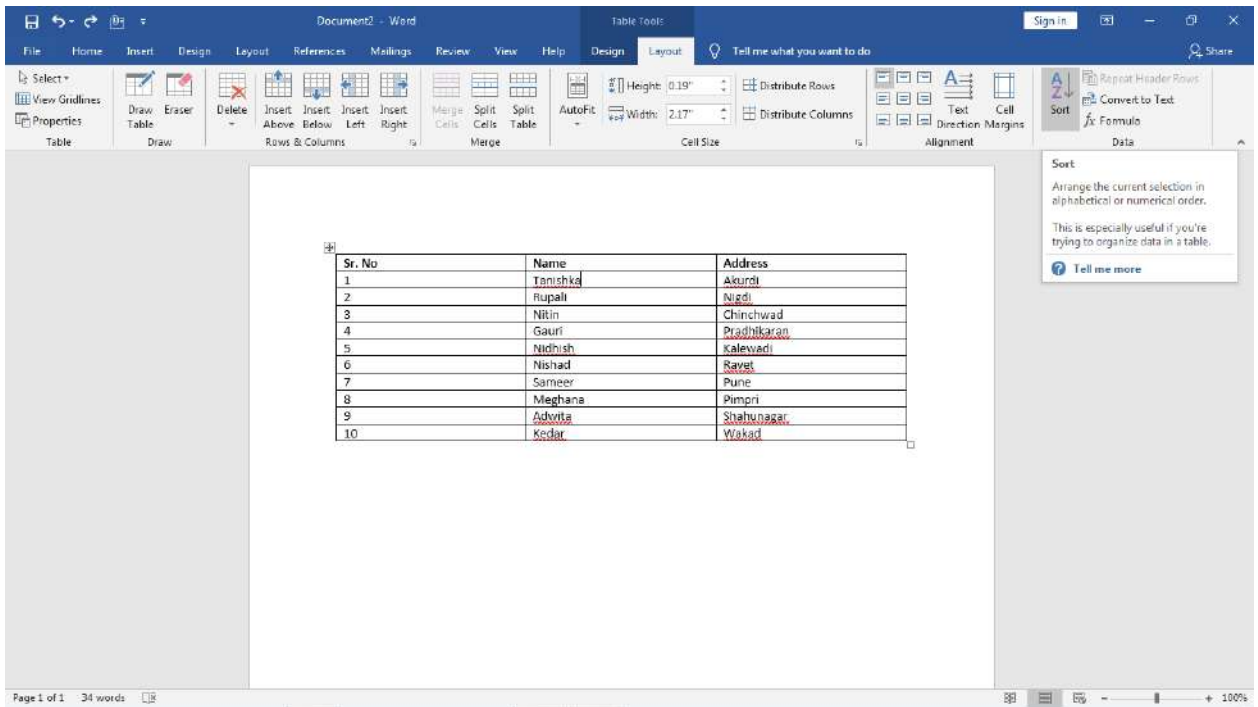 Document2 - Word
Table Tools
Sign in
File Home Insert Design Layout References Mailings Review View Help Design Layout Tell me what you want to do Share
Select
View Gridlines
Properties
Table
Draw Table
Eraser
Draw
Delete
Insert Above
Insert Below
Insert Left
Insert Right
Rows & Columns
Merge Cells
Split Cells
Split Table
Merge
AutoFit
Height: 0.19"
Width: 2.17"
Distribute Rows
Distribute Columns
Cell Size
Text Direction
Cell Margins
Alignment
Sort
Repeat Header Rows
Convert to Text
fx Formula
Data
Sort
Arrange the current selection in
alphabetical or numerical order.
This is especially useful if you're
trying to organize data in a table.
Tell me more
Sr. No Name Address
1 Tanishka Akurdi
2 Rupali Nigdi
3 Nitin Chinchwad
4 Gauri Pradhikaran
5 Nidhish Kalewadi
6 Nishad Ravet
7 Sameer Pune
8 Meghana Pimpri
9 Adwita Shahunagar
10 Kedar Wakad
Page 1 of 1 34 words 100%